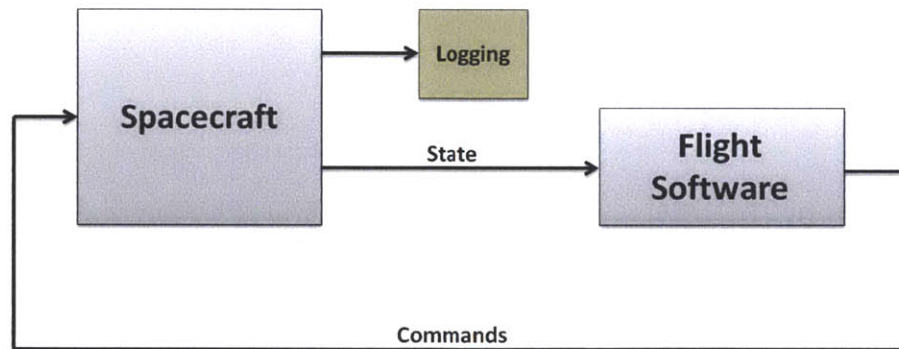 Logging
Spacecraft
State
Flight
Software
Commands